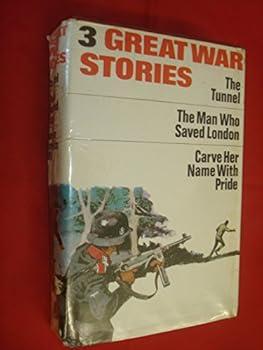 3 GREAT WAR
STORIES
The
Tunnel
The Man Who
Saved London
Carve Her
Name With
Pride